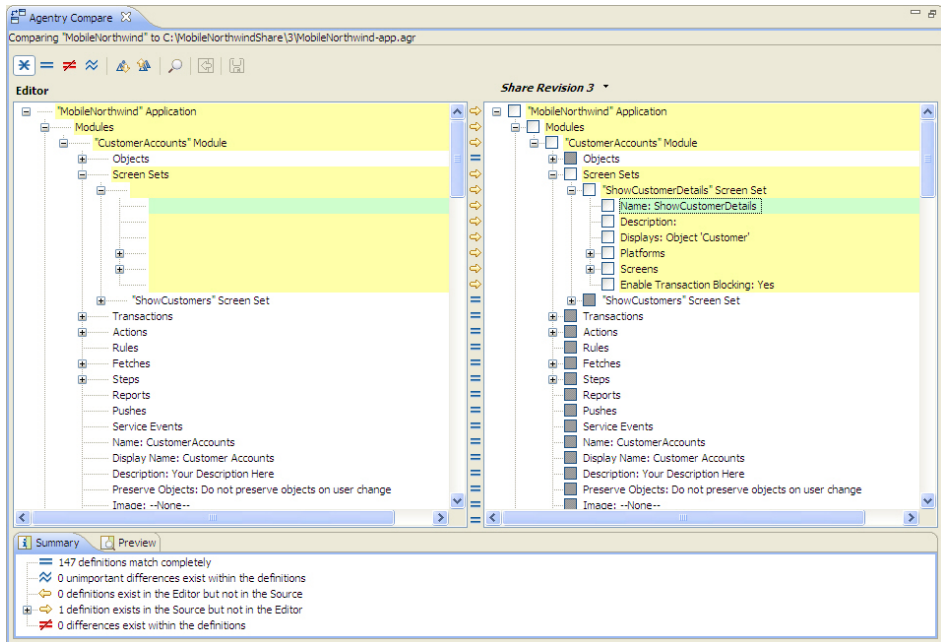 Agentry Compare
Comparing "MobileNorthwind" to C:\MobileNorthwindShare\3\MobileNorthwind-app.agr
Editor
"MobileNorthwind" Application
Modules
"CustomerAccounts" Module
Objects
Screen Sets
"ShowCustomers" Screen Set
Transactions
Actions
Rules
Fetches
Steps
Reports
Pushes
Service Events
Name: CustomerAccounts
Display Name: Customer Accounts
Description: Your Description Here
Preserve Objects: Do not preserve objects on user change
Image: --None--
Share Revision 3
"MobileNorthwind" Application
Modules
"CustomerAccounts" Module
Objects
Screen Sets
"ShowCustomerDetails" Screen Set
Name: ShowCustomerDetails
Description:
Displays: Object 'Customer'
Platforms
Screens
Enable Transaction Blocking: Yes
"ShowCustomers" Screen Set
Transactions
Actions
Rules
Fetches
Steps
Reports
Pushes
Service Events
Name: CustomerAccounts
Display Name: Customer Accounts
Description: Your Description Here
Preserve Objects: Do not preserve objects on user change
Image: --None--
Summary Preview
147 definitions match completely
0 unimportant differences exist within the definitions
0 definitions exist in the Editor but not in the Source
1 definition exists in the Source but not in the Editor
0 differences exist within the definitions